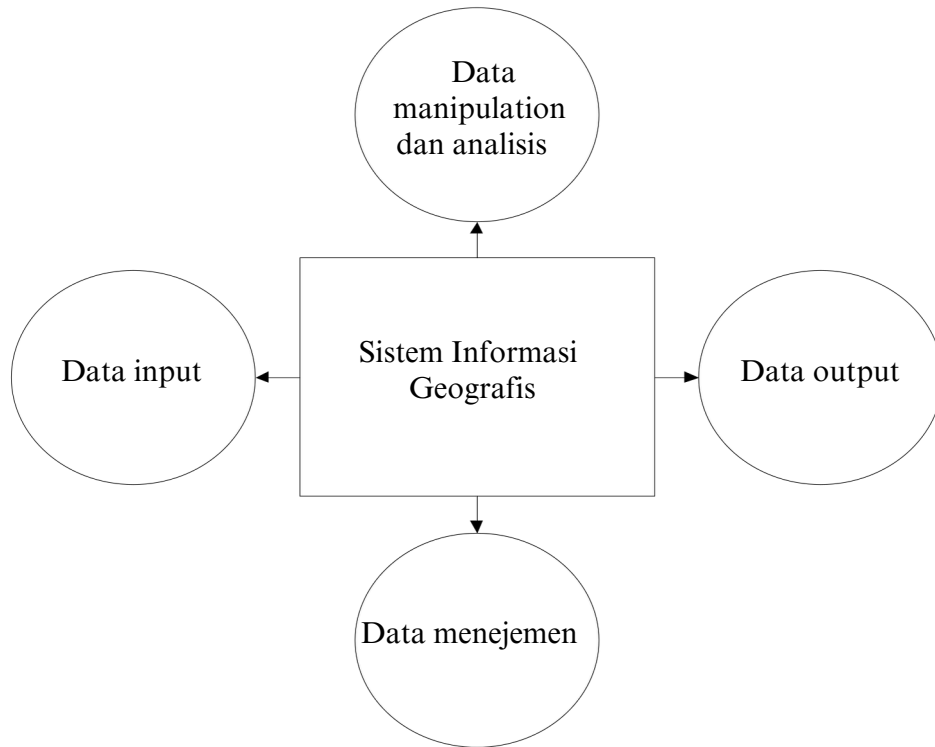 Data
manipulation
dan analisis
Data input
Sistem Informasi
Geografis
Data output
Data menejemen